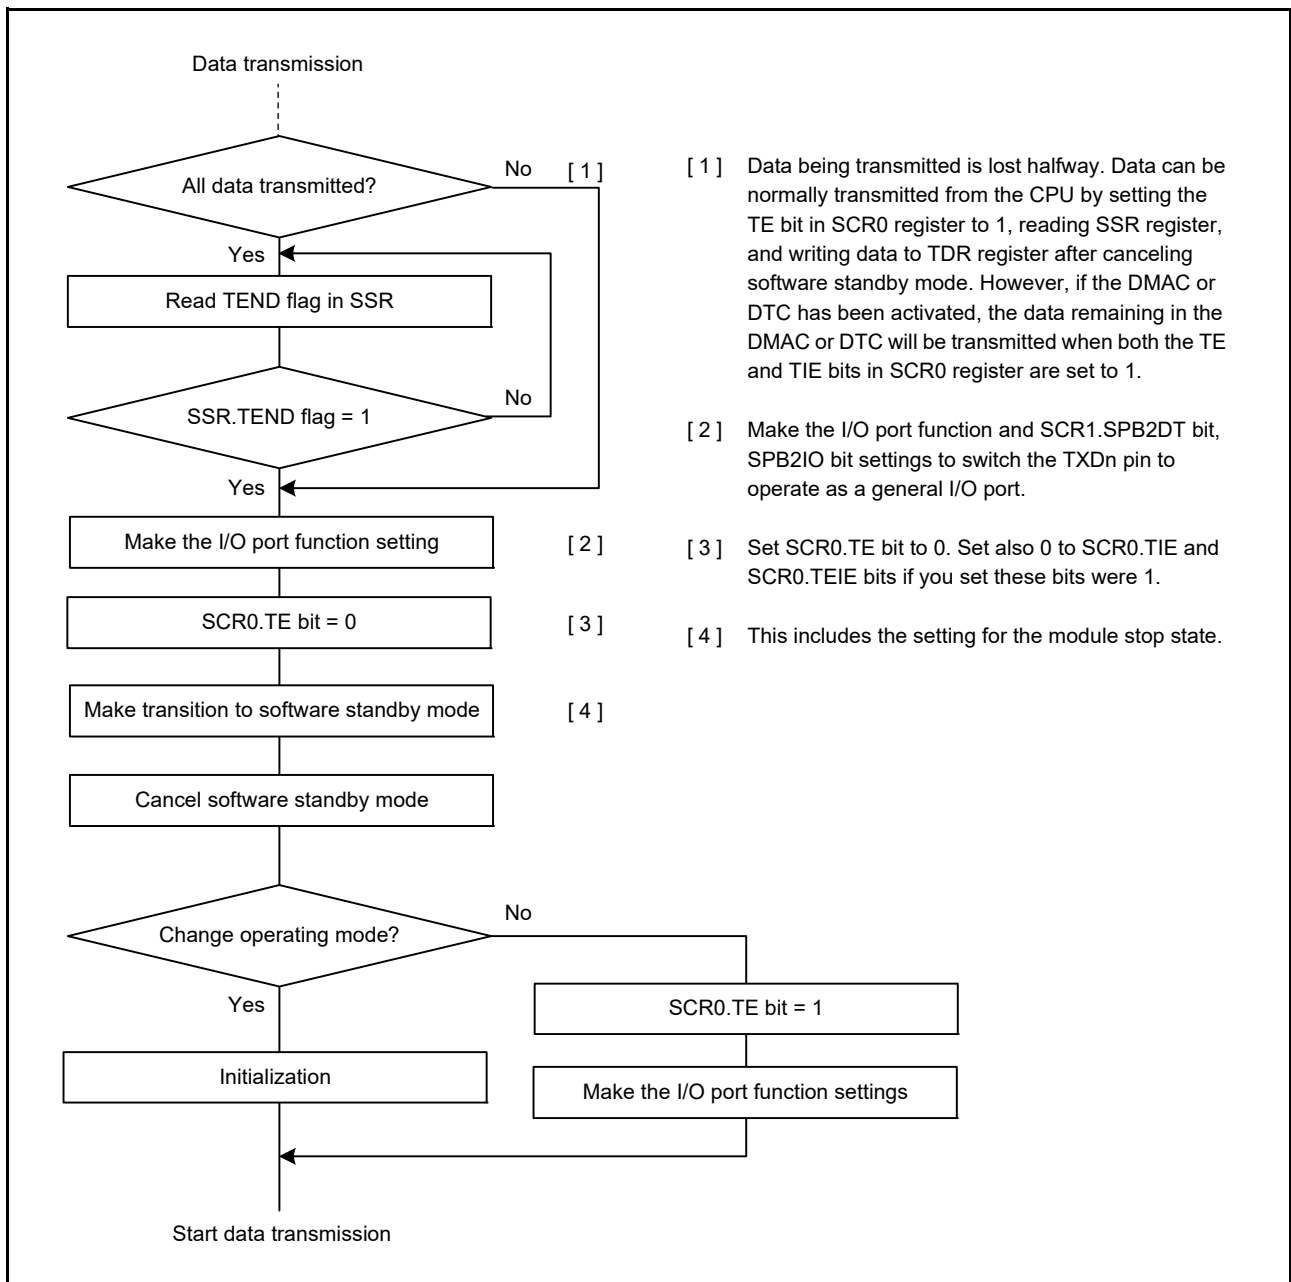 Data transmission
All data transmitted?
No
[ 1 ]
Yes
Read TEND flag in SSR
SSR.TEND flag = 1
No
Yes
Make the I/O port function setting
[ 2 ]
SCR0.TE bit = 0
[ 3 ]
Make transition to software standby mode
[ 4 ]
Cancel software standby mode
Change operating mode?
No
Yes
SCR0.TE bit = 1
Initialization
Make the I/O port function settings
Start data transmission
[ 1 ] Data being transmitted is lost halfway. Data can be
normally transmitted from the CPU by setting the
TE bit in SCR0 register to 1, reading SSR register,
and writing data to TDR register after canceling
software standby mode. However, if the DMAC or
DTC has been activated, the data remaining in the
DMAC or DTC will be transmitted when both the TE
and TIE bits in SCR0 register are set to 1.
[ 2 ] Make the I/O port function and SCR1.SPB2DT bit,
SPB2IO bit settings to switch the TXDn pin to
operate as a general I/O port.
[ 3 ] Set SCR0.TE bit to 0. Set also 0 to SCR0.TIE and
SCR0.TEIE bits if you set these bits were 1.
[ 4 ] This includes the setting for the module stop state.